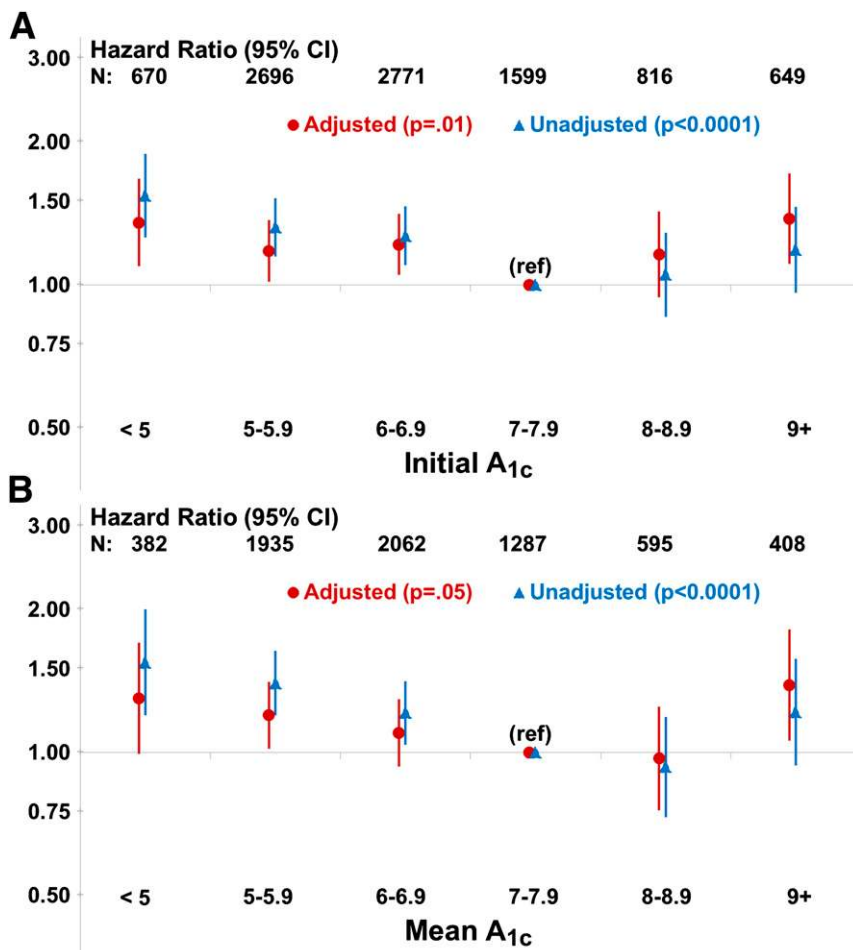 A
Hazard Ratio (95% CI)
N: 670 2696 2771 1599 816 649
3.00
Adjusted (p=.01) Unadjusted (p<0.0001)
2.00
1.50
(ref)
1.00
0.75
0.50
< 5 5-5.9 6-6.9 7-7.9 8-8.9 9+
Initial A1c
B
Hazard Ratio (95% CI)
3.00
N: 382 1935 2062 1287 595 408
Adjusted (p=.05) Unadjusted (p<0.0001)
2.00
1.50
(ref)
1.00
0.75
0.50
< 5 5-5.9 6-6.9 7-7.9 8-8.9 9+
Mean A1c